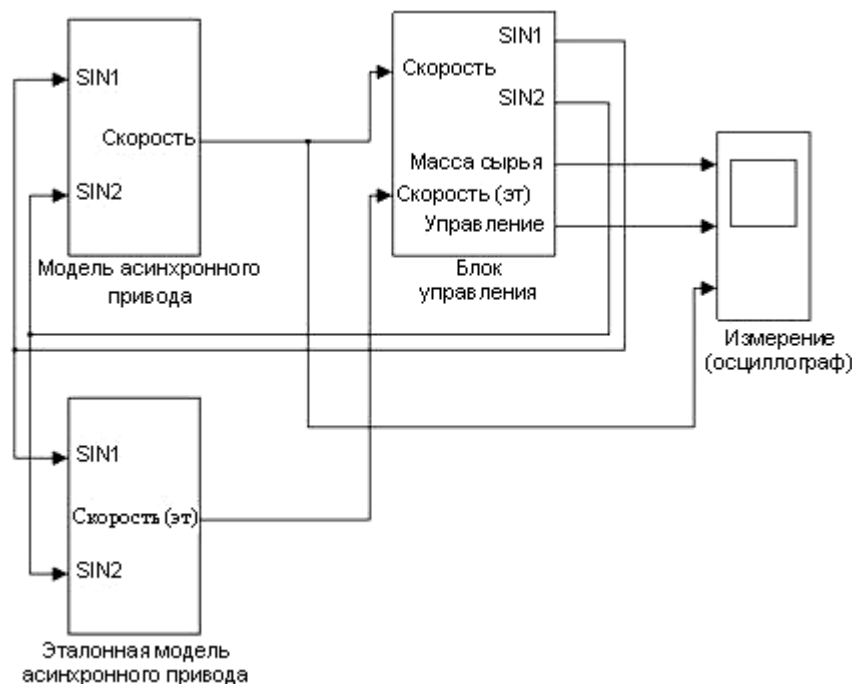 SIN1
Скорость
SIN2
Модель асинхронного
привода
SIN1
Скорость
SIN2
Масса сырья
Скорость (эт)
Управление
Блок
управления
Измерение
(осциллограф)
SIN1
Скорость (эт)
SIN2
Эталонная модель
асинхронного привода